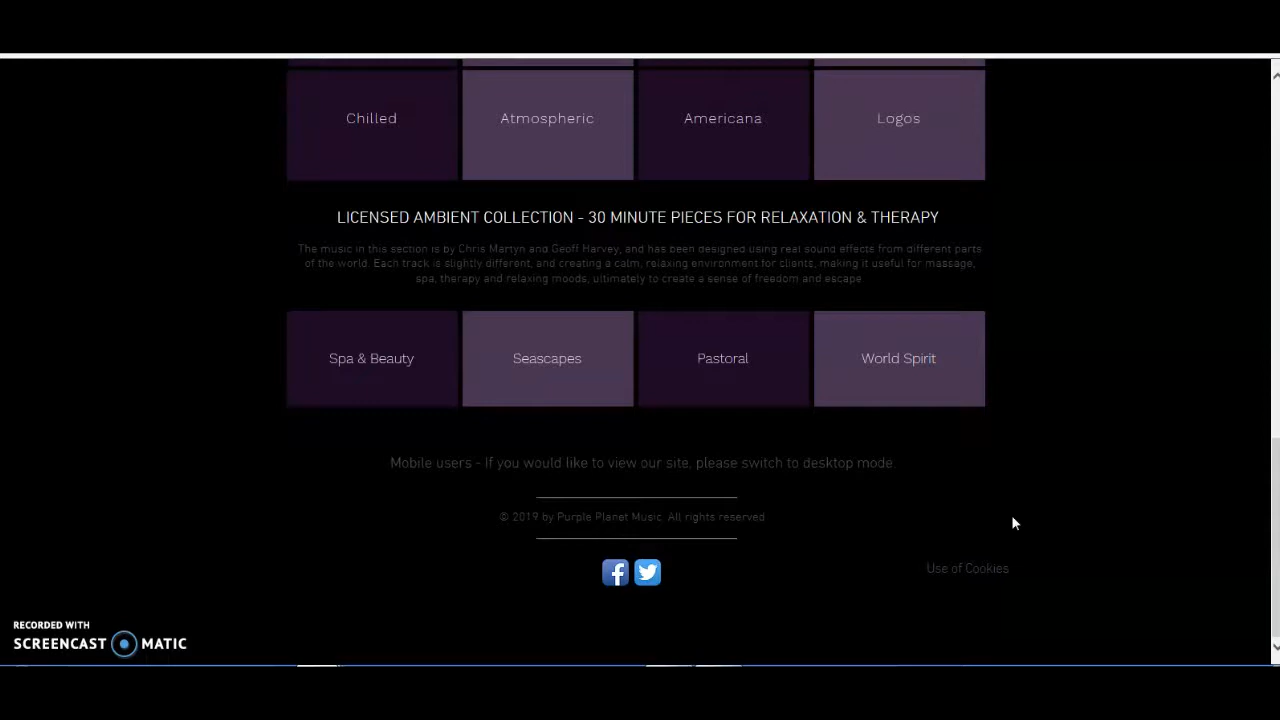 Chilled
Atmospheric
Americana
Logos
LICENSED AMBIENT COLLECTION - 30 MINUTE PIECES FOR RELAXATION & THERAPY
The music in this section is by Chris Martyn and Geoff Harvey, and has been designed using real sound effects from different parts
of the world. Each track is slightly different, and creating a calm, relaxing environment for clients, making it useful for massage,
spa, therapy and relaxing moods, ultimately to create a sense of freedom and escape.
Spa & Beauty
Seascapes
Pastoral
World Spirit
Mobile users - If you would like to view our site, please switch to desktop mode.
© 2019 by Purple Planet Music. All rights reserved
Use of Cookies
RECORDED WITH
SCREENCAST MATIC